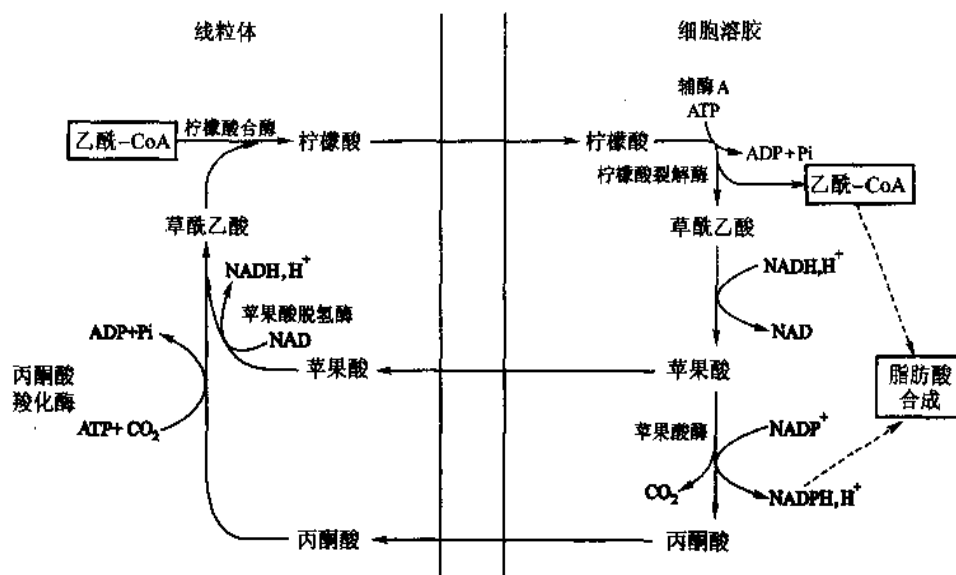 线粒体
细胞溶胶
辅酶A
ATP
乙酰-CoA
柠檬酸合酶
柠檬酸
柠檬酸
ADP+Pi
柠檬酸裂解酶
乙酰-CoA
草酰乙酸
草酰乙酸
NADH,H⁺
NADH,H⁺
苹果酸脱氢酶
ADP+Pi
NAD
NAD
苹果酸
苹果酸
丙酮酸
羧化酶
脂肪酸
合成
ATP+CO₂
苹果酸酶
NADP⁺
CO₂
NADPH,H⁺
丙酮酸
丙酮酸